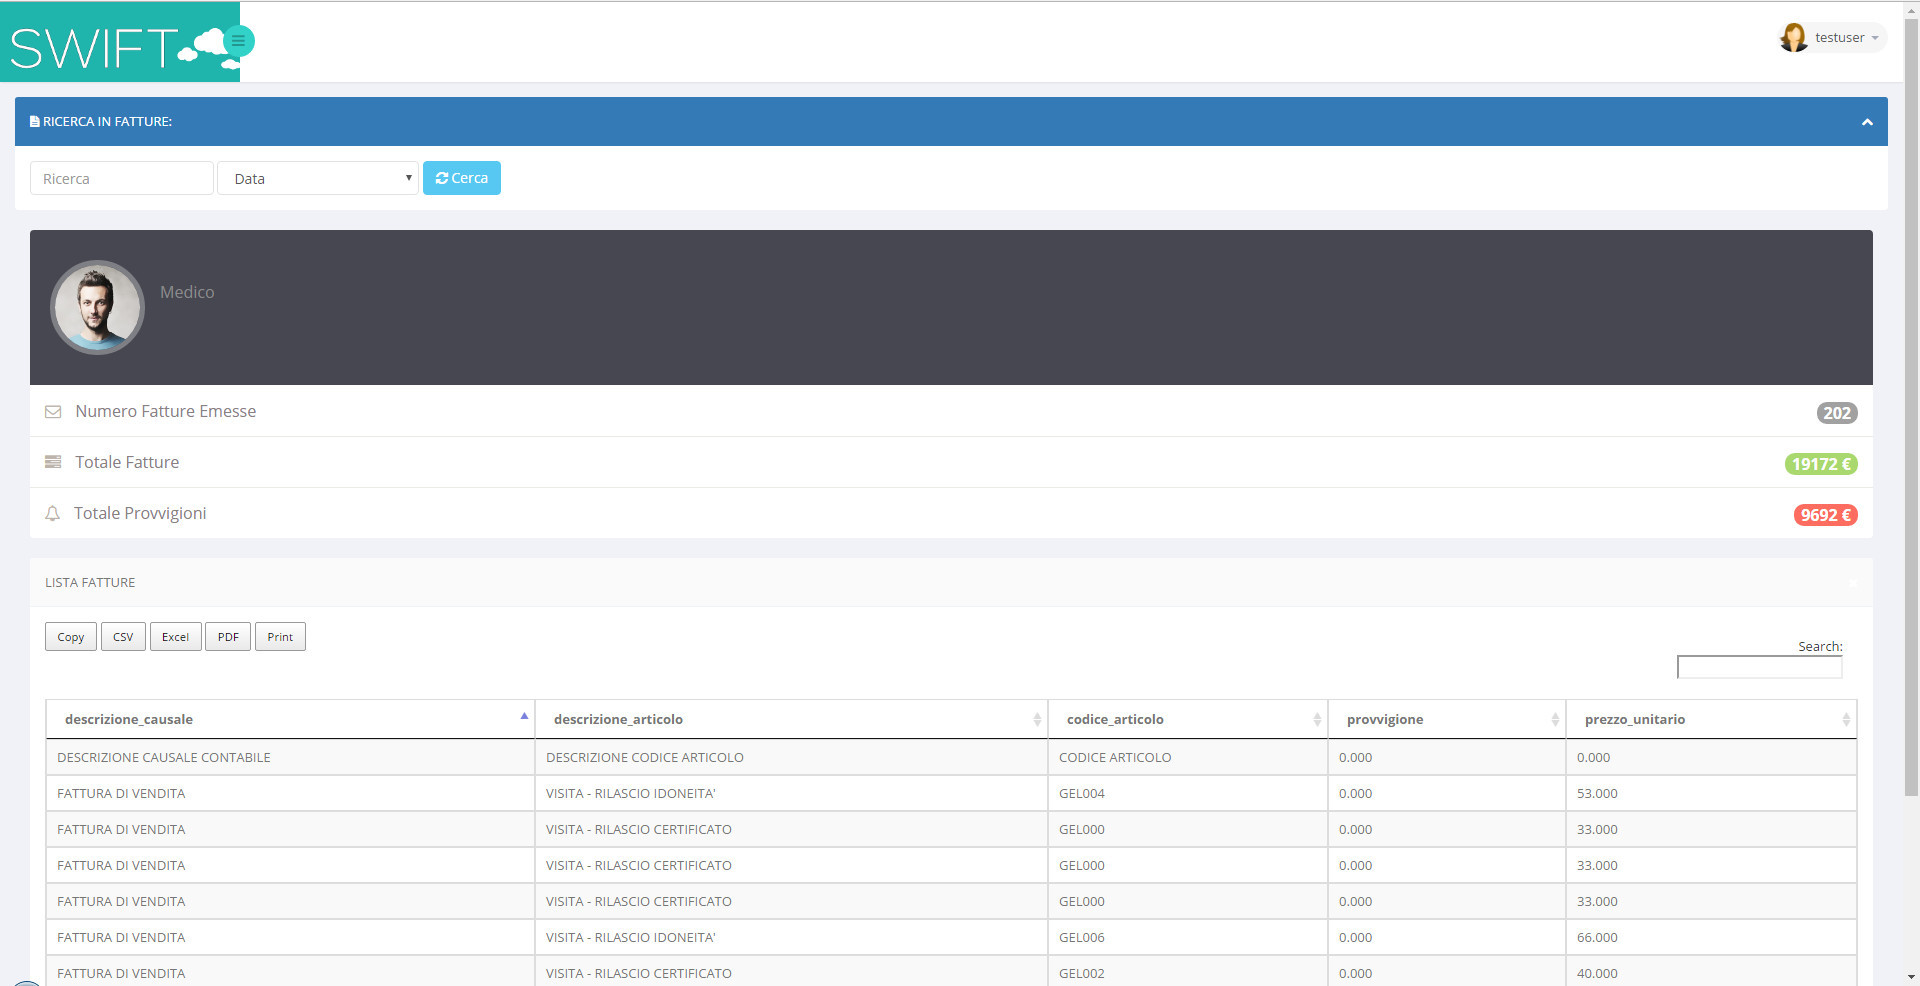 SWIFT
testuser
RICERCA IN FATTURE:
Ricerca Data Cerca
Medico
Numero Fatture Emesse 202
Totale Fatture 19172 €
Totale Provvigioni 9692 €
LISTA FATTURE
Copy CSV Excel PDF Print
Search:
descrizione_causale descrizione_articolo codice_articolo provvigione prezzo_unitario
DESCRIZIONE CAUSALE CONTABILE DESCRIZIONE CODICE ARTICOLO CODICE ARTICOLO 0.000 0.000
FATTURA DI VENDITA VISITA - RILASCIO IDONEITA' GEL004 0.000 53.000
FATTURA DI VENDITA VISITA - RILASCIO CERTIFICATO GEL000 0.000 33.000
FATTURA DI VENDITA VISITA - RILASCIO CERTIFICATO GEL000 0.000 33.000
FATTURA DI VENDITA VISITA - RILASCIO CERTIFICATO GEL000 0.000 33.000
FATTURA DI VENDITA VISITA - RILASCIO IDONEITA' GEL006 0.000 66.000
FATTURA DI VENDITA VISITA - RILASCIO CERTIFICATO GEL002 0.000 40.000